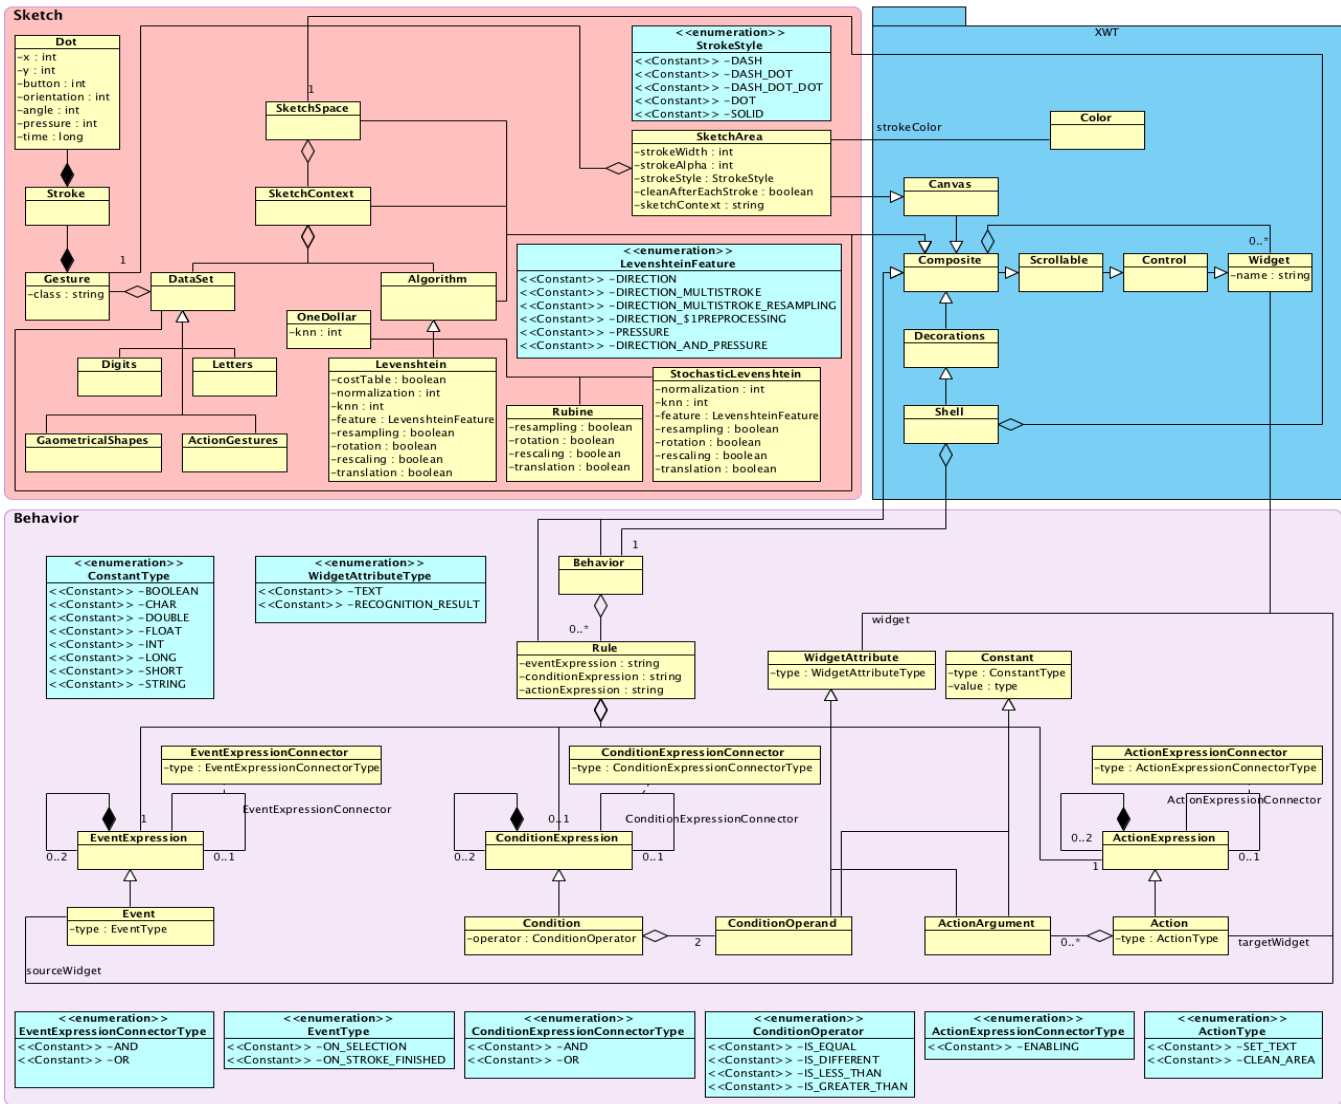 Sketch
Dot
-x : int
-y : int
-button : int
-orientation : int
-angle : int
-pressure : int
-time : long
Stroke
Gesture
-class : string
1
DataSet
Digits
Letters
GaometricalShapes
ActionGestures
1
SketchSpace
SketchContext
Algorithm
OneDollar
-knn : int
Levenshtein
-costTable : boolean
-normalization : int
-knn : int
-feature : LevenshteinFeature
-resampling : boolean
-rotation : boolean
-rescaling : boolean
-translation : boolean
Rubine
-resampling : boolean
-rotation : boolean
-rescaling : boolean
-translation : boolean
StochasticLevenshtein
-normalization : int
-knn : int
-feature : LevenshteinFeature
-resampling : boolean
-rotation : boolean
-rescaling : boolean
-translation : boolean
<<enumeration>>
StrokeStyle
<<Constant>> -DASH
<<Constant>> -DASH_DOT
<<Constant>> -DASH_DOT_DOT
<<Constant>> -DOT
<<Constant>> -SOLID
SketchArea
-strokeWidth : int
-strokeAlpha : int
-strokeStyle : StrokeStyle
-cleanAfterEachStroke : boolean
-sketchContext : string
<<enumeration>>
LevenshteinFeature
<<Constant>> -DIRECTION
<<Constant>> -DIRECTION_MULTISTROKE
<<Constant>> -DIRECTION_MULTISTROKE_RESAMPLING
<<Constant>> -DIRECTION_$1PREPROCESSING
<<Constant>> -PRESSURE
<<Constant>> -DIRECTION_AND_PRESSURE
XWT
strokeColor
Color
Canvas
0..*
Composite
Scrollable
Control
Widget
-name : string
Decorations
Shell
Behavior
1
Behavior
0..*
<<enumeration>>
ConstantType
<<Constant>> -BOOLEAN
<<Constant>> -CHAR
<<Constant>> -DOUBLE
<<Constant>> -FLOAT
<<Constant>> -INT
<<Constant>> -LONG
<<Constant>> -SHORT
<<Constant>> -STRING
<<enumeration>>
WidgetAttributeType
<<Constant>> -TEXT
<<Constant>> -RECOGNITION_RESULT
Rule
-eventExpression : string
-conditionExpression : string
-actionExpression : string
widget
WidgetAttribute
-type : WidgetAttributeType
Constant
-type : ConstantType
-value : type
EventExpressionConnector
-type : EventExpressionConnectorType
EventExpressionConnector
1
EventExpression
0..2
0..1
Event
-type : EventType
sourceWidget
ConditionExpressionConnector
-type : ConditionExpressionConnectorType
0..1
ConditionExpressionConnector
ConditionExpression
0..2
0..1
Condition
-operator : ConditionOperator
2
ConditionOperand
ActionExpressionConnector
-type : ActionExpressionConnectorType
ActionExpressionConnector
0..2
ActionExpression
0..1
1
ActionArgument
0..*
Action
-type : ActionType
targetWidget
<<enumeration>>
EventExpressionConnectorType
<<Constant>> -AND
<<Constant>> -OR
<<enumeration>>
EventType
<<Constant>> -ON_SELECTION
<<Constant>> -ON_STROKE_FINISHED
<<enumeration>>
ConditionExpressionConnectorType
<<Constant>> -AND
<<Constant>> -OR
<<enumeration>>
ConditionOperator
<<Constant>> -IS_EQUAL
<<Constant>> -IS_DIFFERENT
<<Constant>> -IS_LESS_THAN
<<Constant>> -IS_GREATER_THAN
<<enumeration>>
ActionExpressionConnectorType
<<Constant>> -ENABLING
<<enumeration>>
ActionType
<<Constant>> -SET_TEXT
<<Constant>> -CLEAN_AREA